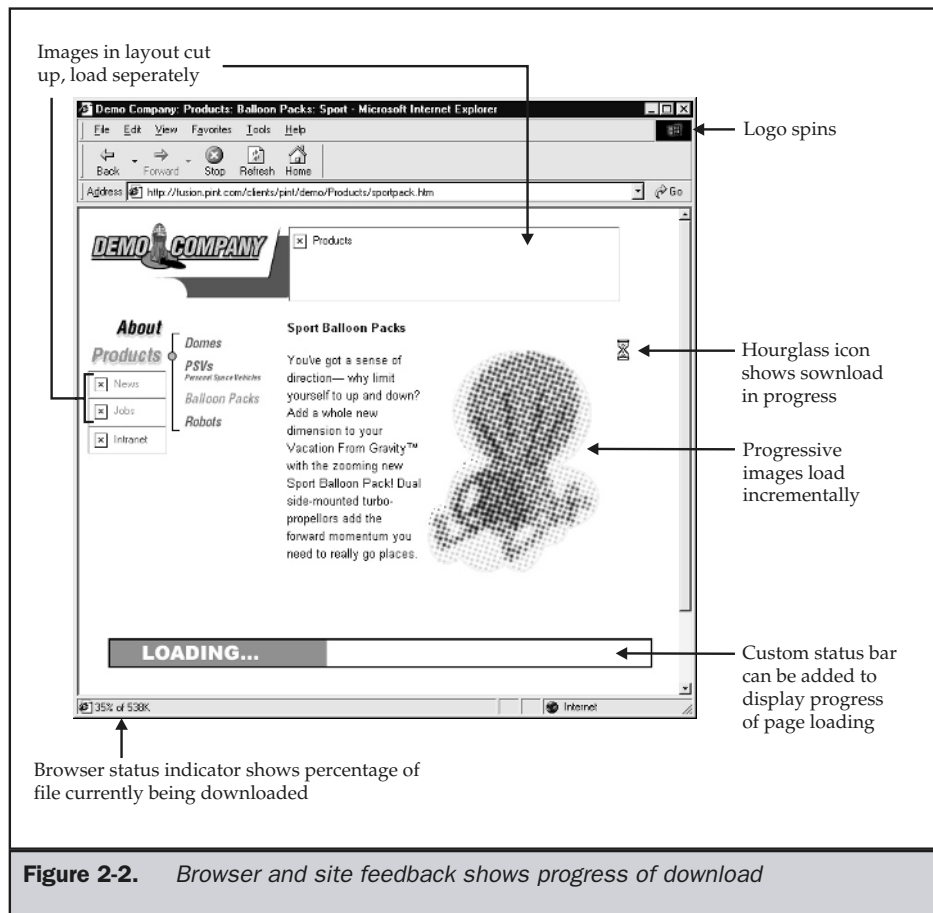 Images in layout cut
up, load seperately
Demo Company: Products: Balloon Packs: Sport - Microsoft Internet Explorer
File Edit View Favorites Tools Help
Logo spins
Back Forward Stop Refresh Home
Address http://fusion.pint.com/clients/pint/demo/Products/sportpack.htm Go
DEMO COMPANY
Products
About
Products
News
Jobs
Intranet
Domes
PSVs
Personal Space Vehicles
Balloon Packs
Robots
Sport Balloon Packs
You've got a sense of
direction— why limit
yourself to up and down?
Add a whole new
dimension to your
Vacation From Gravity™
with the zooming new
Sport Balloon Pack! Dual
side-mounted turbo-
propellors add the
forward momentum you
need to really go places.
Hourglass icon
shows sownload
in progress
Progressive
images load
incrementally
LOADING...
Custom status bar
can be added to
display progress
of page loading
35% of 538K
Internet
Browser status indicator shows percentage of
file currently being downloaded
Figure 2-2. Browser and site feedback shows progress of download